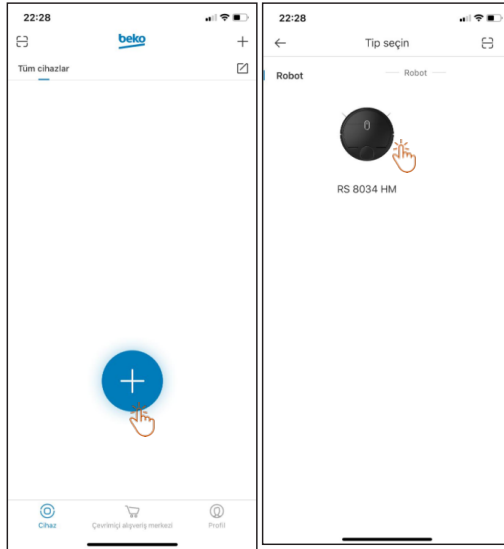 22:28
beko
Tüm cihazlar
Cihaz
Çevrimiçi alışveriş merkezi
Profil
22:28
Tip seçin
Robot
Robot
RS 8034 HM